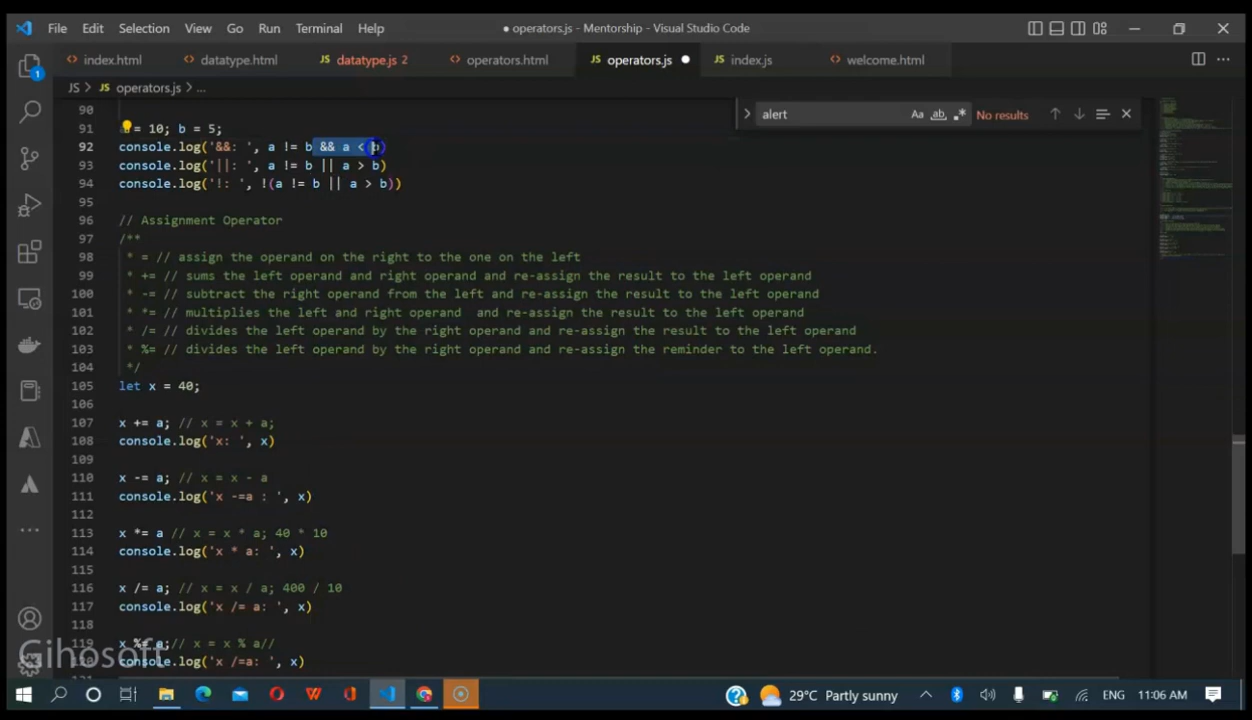 File Edit Selection View Go Run Terminal Help
● operators.js - Mentorship - Visual Studio Code
index.html datatype.html datatype.js 2 operators.html operators.js ● index.js welcome.html
JS > operators.js > ...
alert Aa ab No results
1
90
91 = 10; b = 5;
92 console.log('&&: ', a != b && a < b)
93 console.log('||: ', a != b || a > b)
94 console.log('!: ', !(a != b || a > b))
95
96 // Assignment Operator
97 /**
98 * = // assign the operand on the right to the one on the left
99 * += // sums the left operand and right operand and re-assign the result to the left operand
100 * -= // subtract the right operand from the left and re-assign the result to the left operand
101 * *= // multiplies the left and right operand  and re-assign the result to the left operand
102 * /= // divides the left operand by the right operand and re-assign the result to the left operand
103 * %= // divides the left operand by the right operand and re-assign the reminder to the left operand.
104 */
105 let x = 40;
106
107 x += a; // x = x + a;
108 console.log('x: ', x)
109
110 x -= a; // x = x - a
111 console.log('x -=a : ', x)
112
113 x *= a // x = x * a; 40 * 10
114 console.log('x * a: ', x)
115
116 x /= a; // x = x / a; 400 / 10
117 console.log('x /= a: ', x)
118
119 x %= a;// x = x % a//
120 console.log('x /=a: ', x)
Gihosoft
29°C Partly sunny ENG 11:06 AM